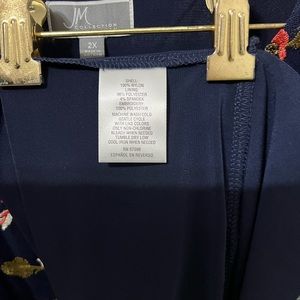 JM
COLLECTION
2X
SHELL
100% NYLON
LINING
96% POLYESTER
4% SPANDEX
EMBROIDERY
100% POLYESTER
MACHINE WASH COLD
GENTLE CYCLE
WITH LIKE COLORS
ONLY NON-CHLORINE
BLEACH WHEN NEEDED
TUMBLE DRY LOW
COOL IRON WHEN NEEDED
RN 67098
ESPAÑOL EN REVERSO